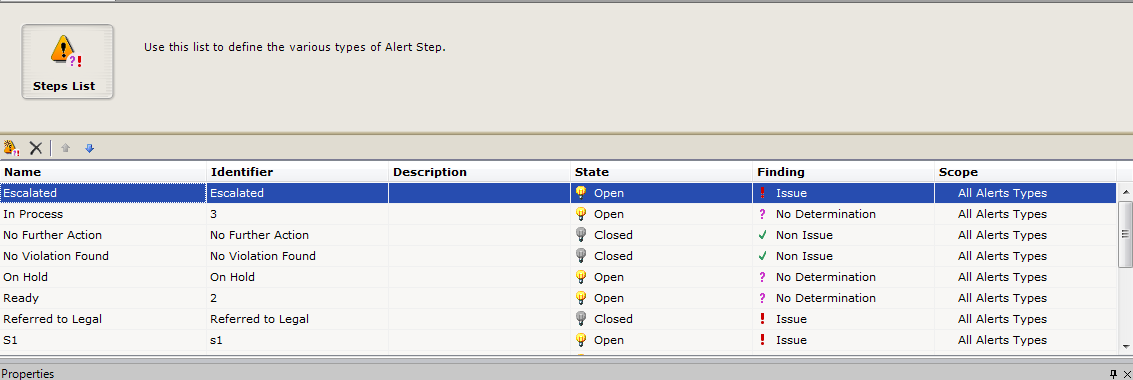 Use this list to define the various types of Alert Step.
Steps List
Name Identifier Description State Finding Scope
Escalated Escalated Open Issue All Alerts Types
In Process 3 Open No Determination All Alerts Types
No Further Action No Further Action Closed Non Issue All Alerts Types
No Violation Found No Violation Found Closed Non Issue All Alerts Types
On Hold On Hold Open No Determination All Alerts Types
Ready 2 Open No Determination All Alerts Types
Referred to Legal Referred to Legal Closed Issue All Alerts Types
S1 s1 Open Issue All Alerts Types
Properties